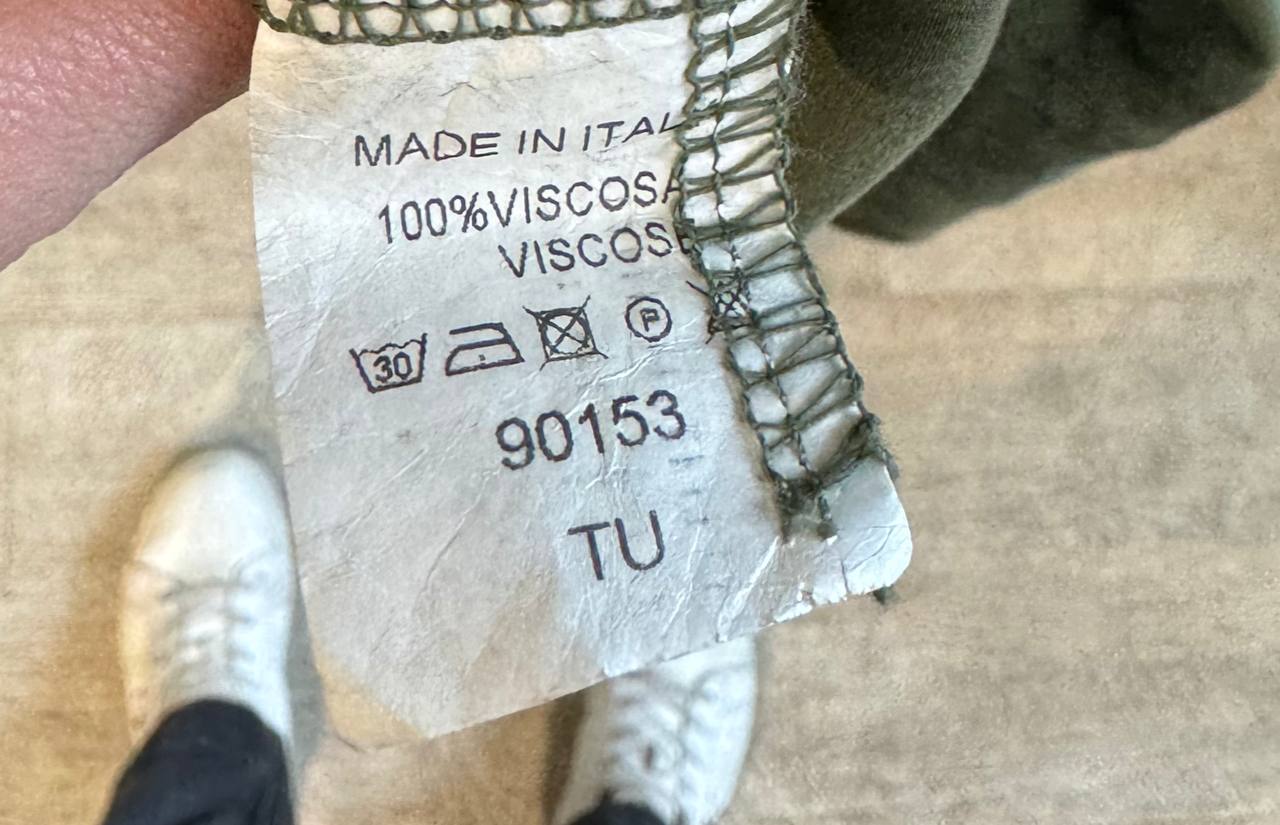 MADE IN ITAL
100%VISCOSA
VISCOSE
30 P
90153
TU